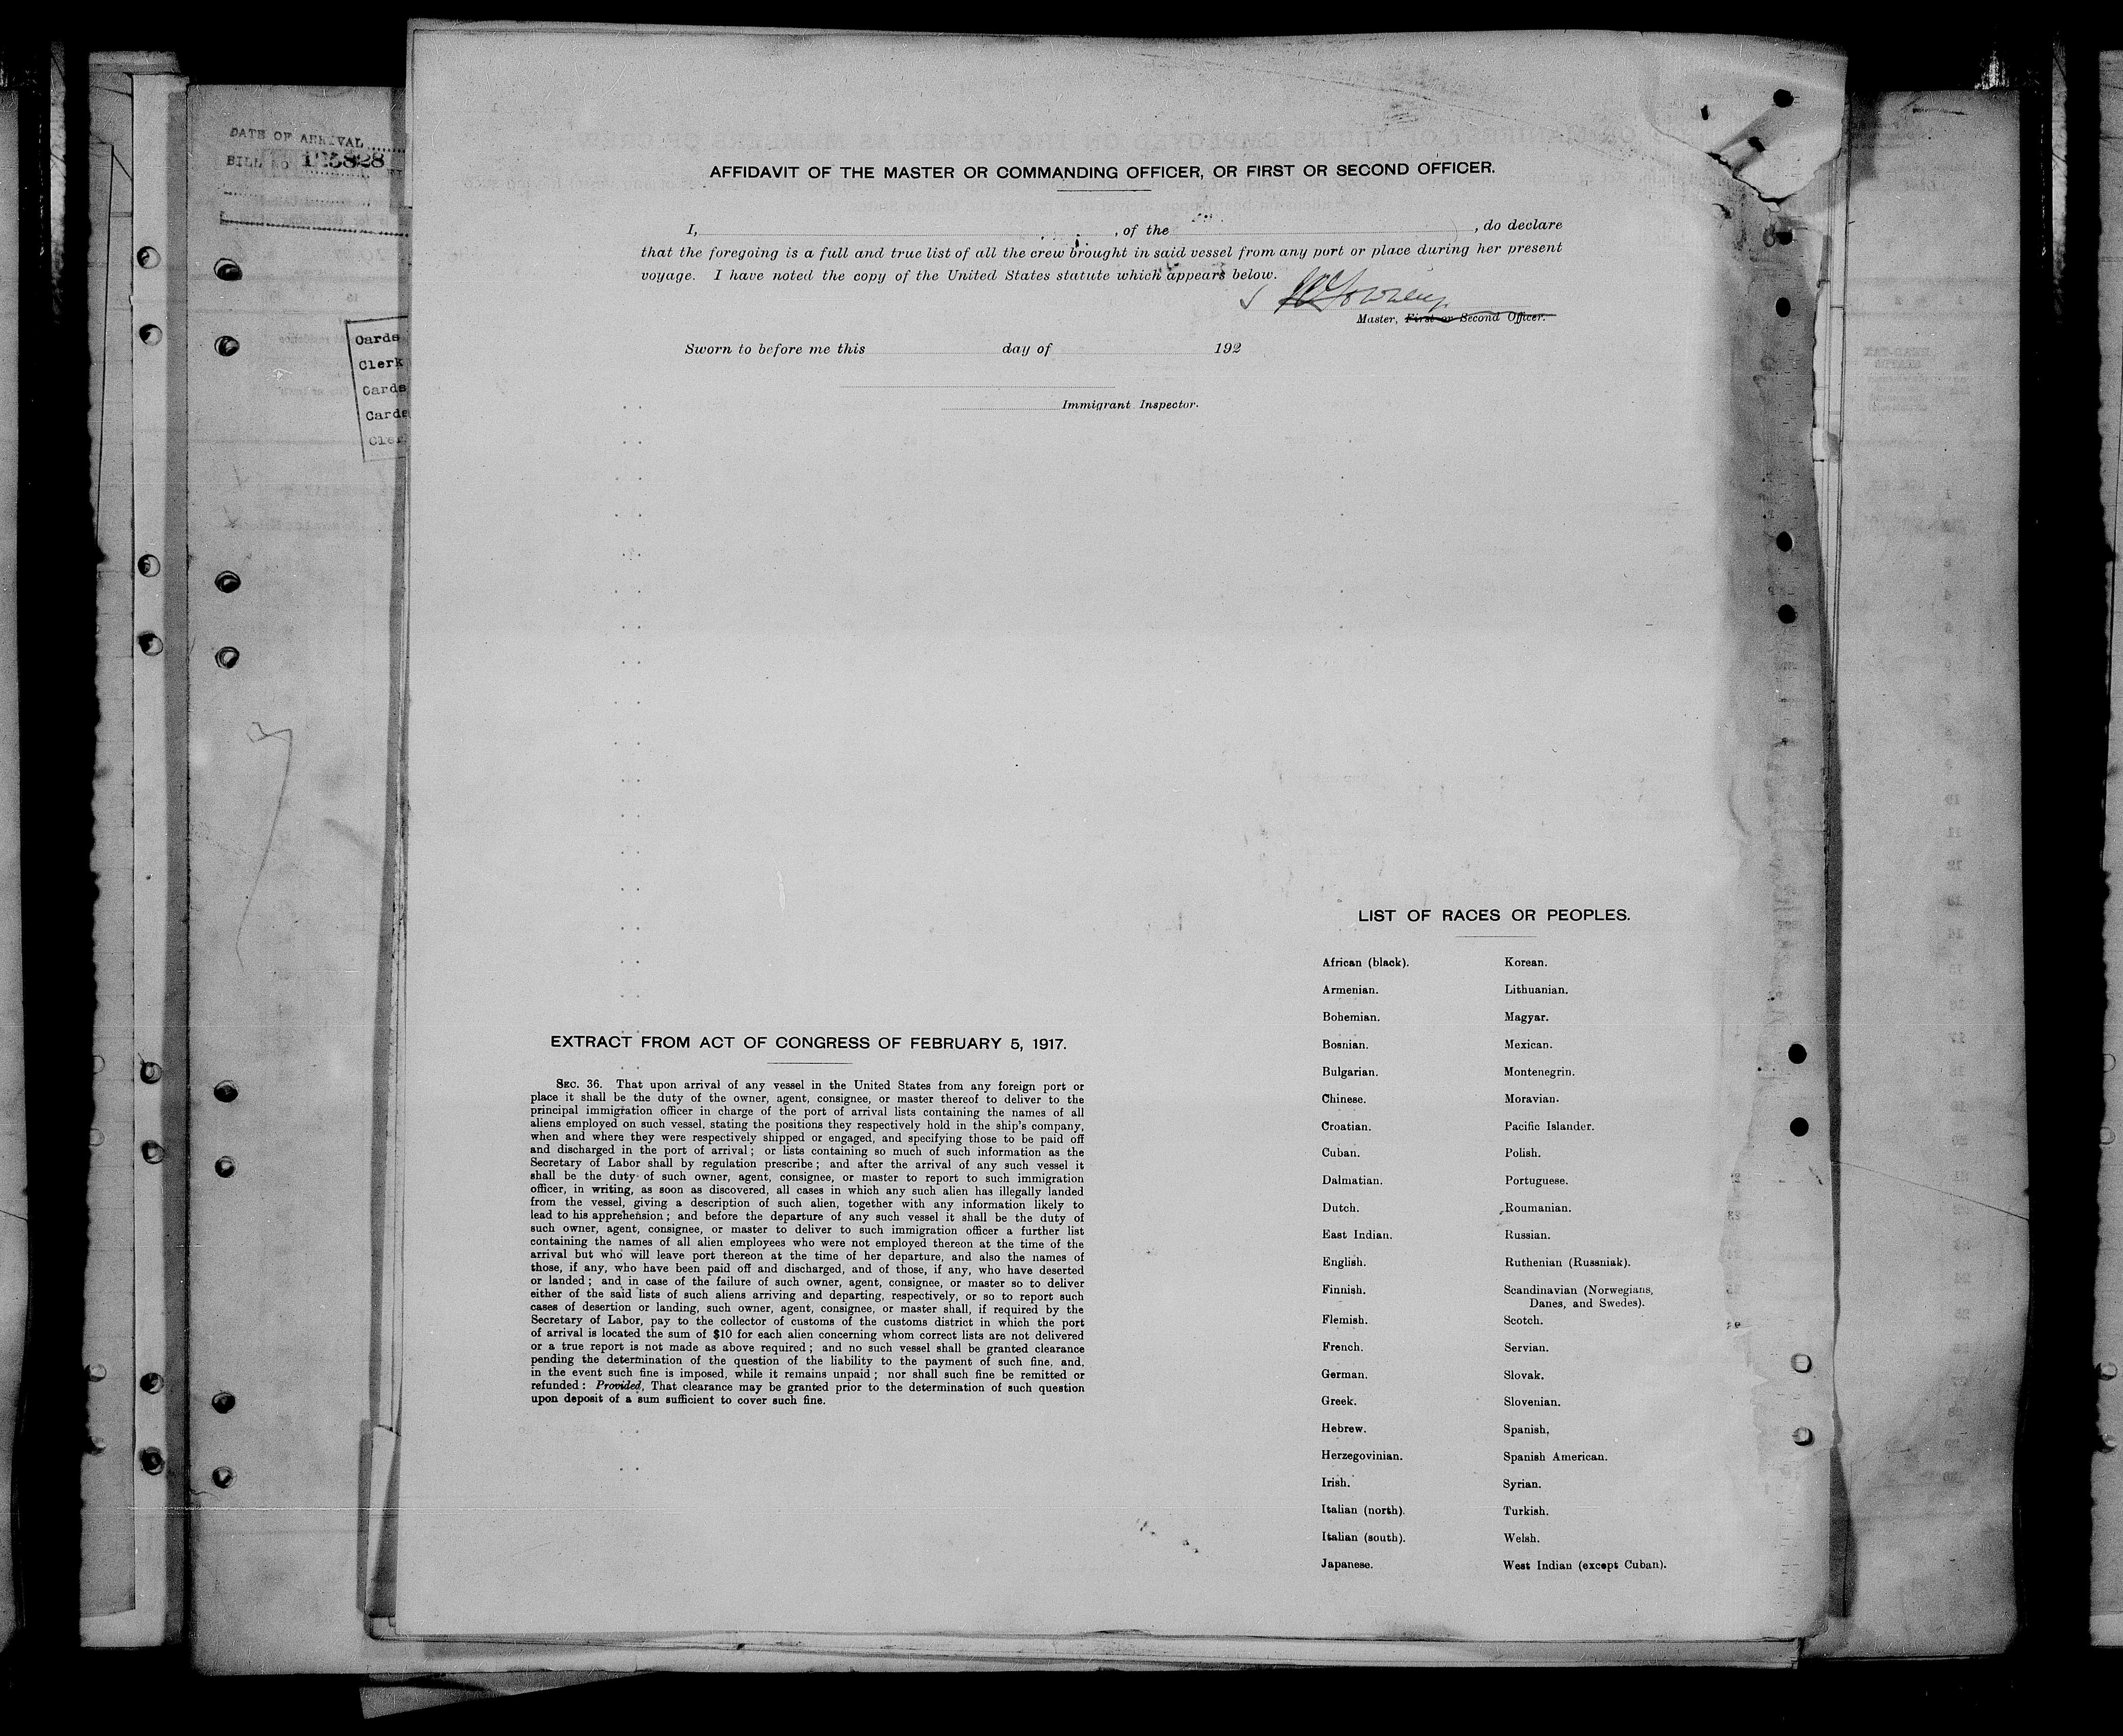 DATE OF ARRIVAL
BILL NO
Cards
Clerk
Cards
Cards
Cler
AFFIDAVIT OF THE MASTER OR COMMANDING OFFICER, OR FIRST OR SECOND OFFICER.
I, , of the , do declare
that the foregoing is a full and true list of all the crew brought in said vessel from any port or place during her present
voyage. I have noted the copy of the United States statute which appears below.
Master, First or Second Officer.
Sworn to before me this day of 192
Immigrant Inspector.
EXTRACT FROM ACT OF CONGRESS OF FEBRUARY 5, 1917.
SEC. 36. That upon arrival of any vessel in the United States from any foreign port or
place it shall be the duty of the owner, agent, consignee, or master thereof to deliver to the
principal immigration officer in charge of the port of arrival lists containing the names of all
aliens employed on such vessel, stating the positions they respectively hold in the ship's company,
when and where they were respectively shipped or engaged, and specifying those to be paid off
and discharged in the port of arrival; or lists containing so much of such information as the
Secretary of Labor shall by regulation prescribe; and after the arrival of any such vessel it
shall be the duty of such owner, agent, consignee, or master to report to such immigration
officer, in writing, as soon as discovered, all cases in which any such alien has illegally landed
from the vessel, giving a description of such alien, together with any information likely to
lead to his apprehension; and before the departure of any such vessel it shall be the duty of
such owner, agent, consignee, or master to deliver to such immigration officer a further list
containing the names of all alien employees who were not employed thereon at the time of the
arrival but who will leave port thereon at the time of her departure, and also the names of
those, if any, who have been paid off and discharged, and of those, if any, who have deserted
or landed; and in case of the failure of such owner, agent, consignee, or master so to deliver
either of the said lists of such aliens arriving and departing, respectively, or so to report such
cases of desertion or landing, such owner, agent, consignee, or master shall, if required by the
Secretary of Labor, pay to the collector of customs of the customs district in which the port
of arrival is located the sum of $10 for each alien concerning whom correct lists are not delivered
or a true report is not made as above required; and no such vessel shall be granted clearance
pending the determination of the question of the liability to the payment of such fine, and,
in the event such fine is imposed, while it remains unpaid; nor shall such fine be remitted or
refunded: Provided, That clearance may be granted prior to the determination of such question
upon deposit of a sum sufficient to cover such fine.
LIST OF RACES OR PEOPLES.
African (black).
Armenian.
Bohemian.
Bosnian.
Bulgarian.
Chinese.
Croatian.
Cuban.
Dalmatian.
Dutch.
East Indian.
English.
Finnish.
Flemish.
French.
German.
Greek.
Hebrew.
Herzegovinian.
Irish.
Italian (north).
Italian (south).
Japanese.
Korean.
Lithuanian.
Magyar.
Mexican.
Montenegrin.
Moravian.
Pacific Islander.
Polish.
Portuguese.
Roumanian.
Russian.
Ruthenian (Russniak).
Scandinavian (Norwegians,
Danes, and Swedes).
Scotch.
Servian.
Slovak.
Slovenian.
Spanish.
Spanish American.
Syrian.
Turkish.
Welsh.
West Indian (except Cuban).